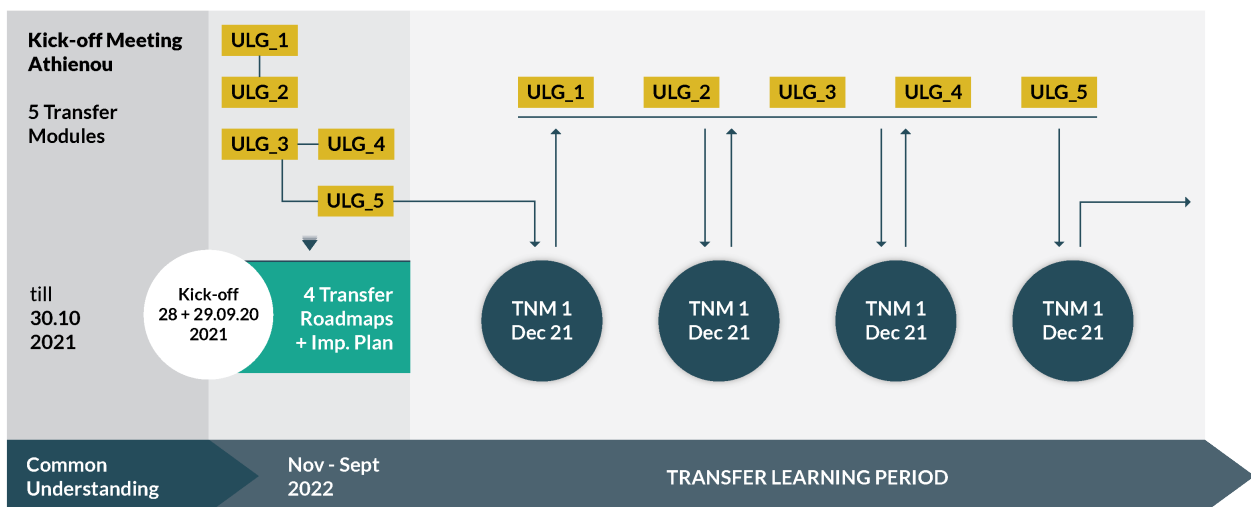 Kick-off Meeting
Athienou
5 Transfer
Modules
till
30.10
2021
ULG_1
ULG_2
ULG_3
ULG_4
ULG_5
Kick-off
28 + 29.09.20
2021
4 Transfer
Roadmaps
+ Imp. Plan
ULG_1
ULG_2
ULG_3
ULG_4
ULG_5
TNM 1
Dec 21
TNM 1
Dec 21
TNM 1
Dec 21
TNM 1
Dec 21
Common
Understanding
Nov - Sept
2022
TRANSFER LEARNING PERIOD